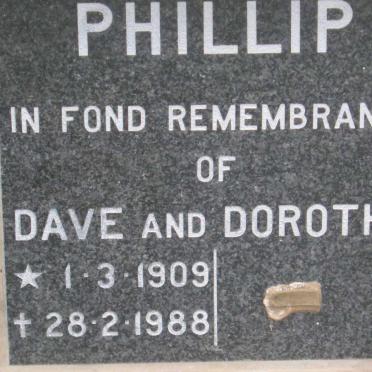 PHILLIP
IN FOND REMEMBRAN
OF
DAVE AND DOROTH
★ 1·3·1909
✝ 28·2·1988